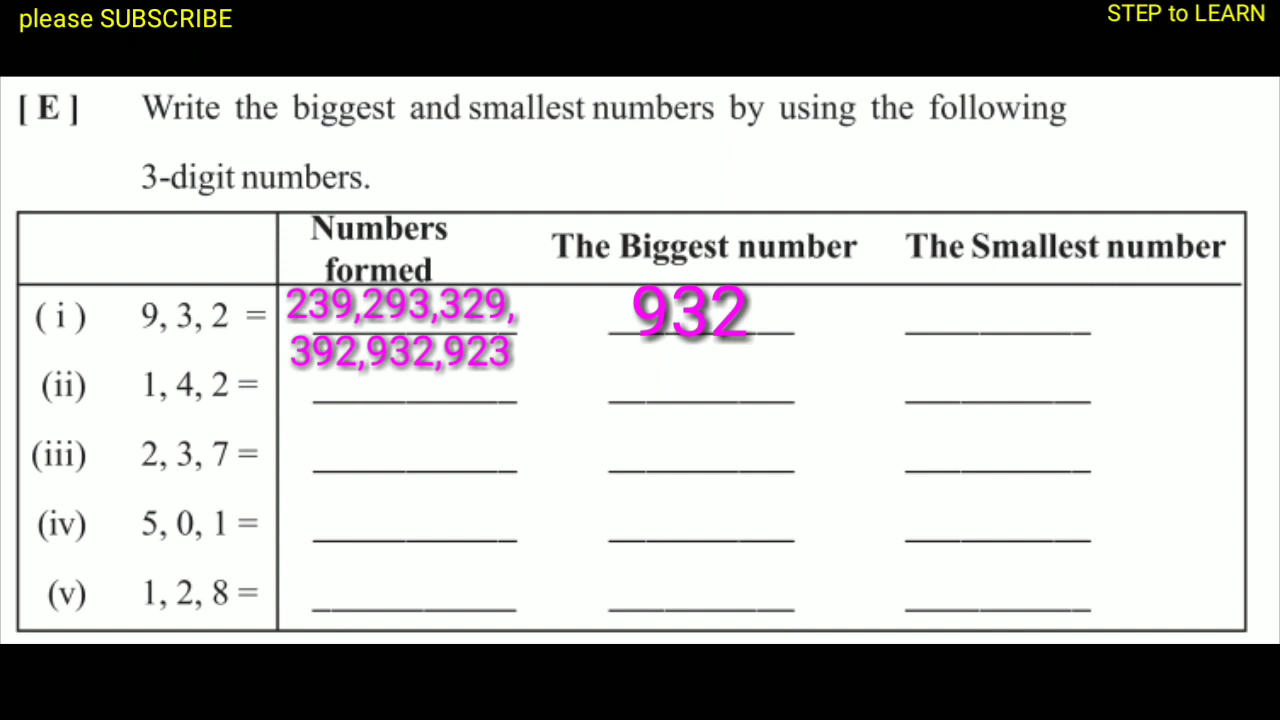 please SUBSCRIBE
STEP to LEARN
[ E ] Write the biggest and smallest numbers by using the following
3-digit numbers.
Numbers formed The Biggest number The Smallest number
( i ) 9, 3, 2 = 239,293,329, 932
392,932,923
(ii) 1, 4, 2 =
(iii) 2, 3, 7 =
(iv) 5, 0, 1 =
(v) 1, 2, 8 =